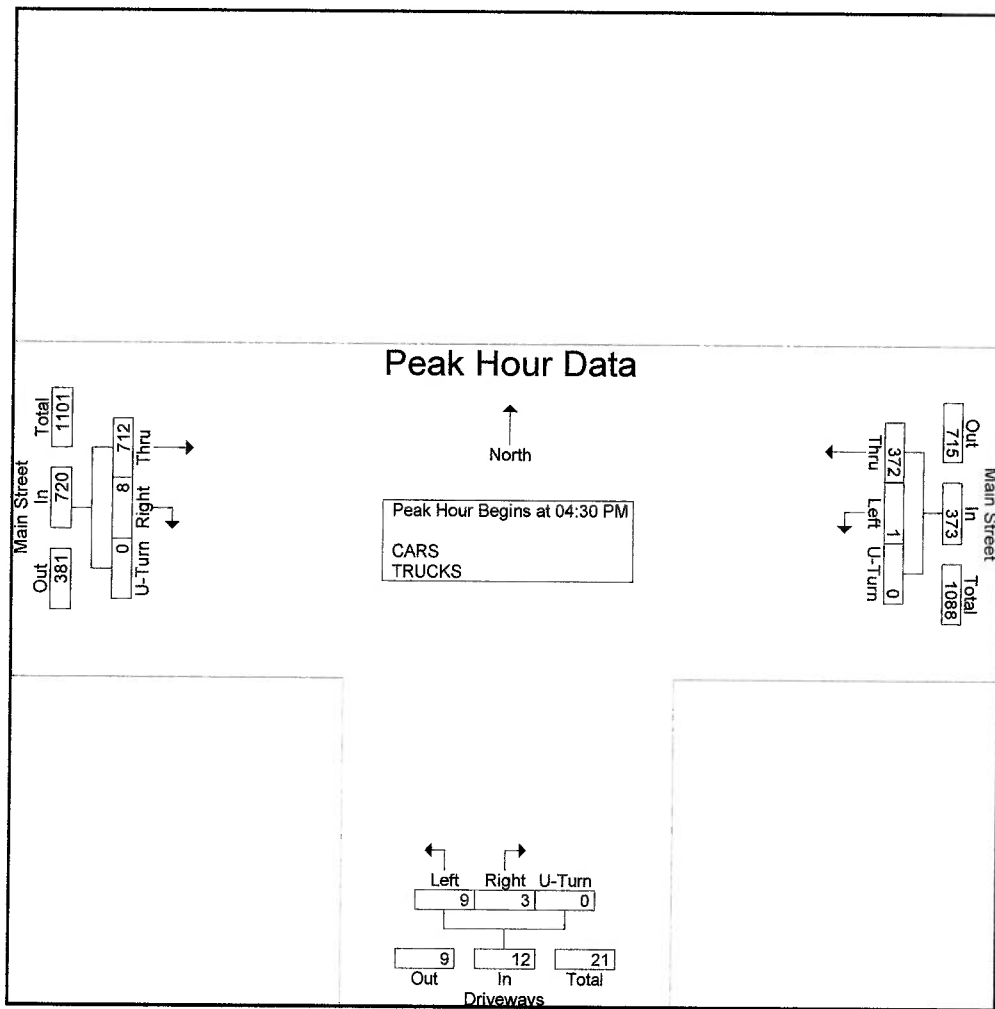 Peak Hour Data
North
Peak Hour Begins at 04:30 PM
CARS
TRUCKS
Main Street
Total
1101
In
720
Out
381
Thru
712
Right
8
U-Turn
0
Main Street
Out
715
In
373
Total
1088
Thru
372
Left
1
U-Turn
0
Left Right U-Turn
9 3 0
9 12 21
Out In Total
Driveways